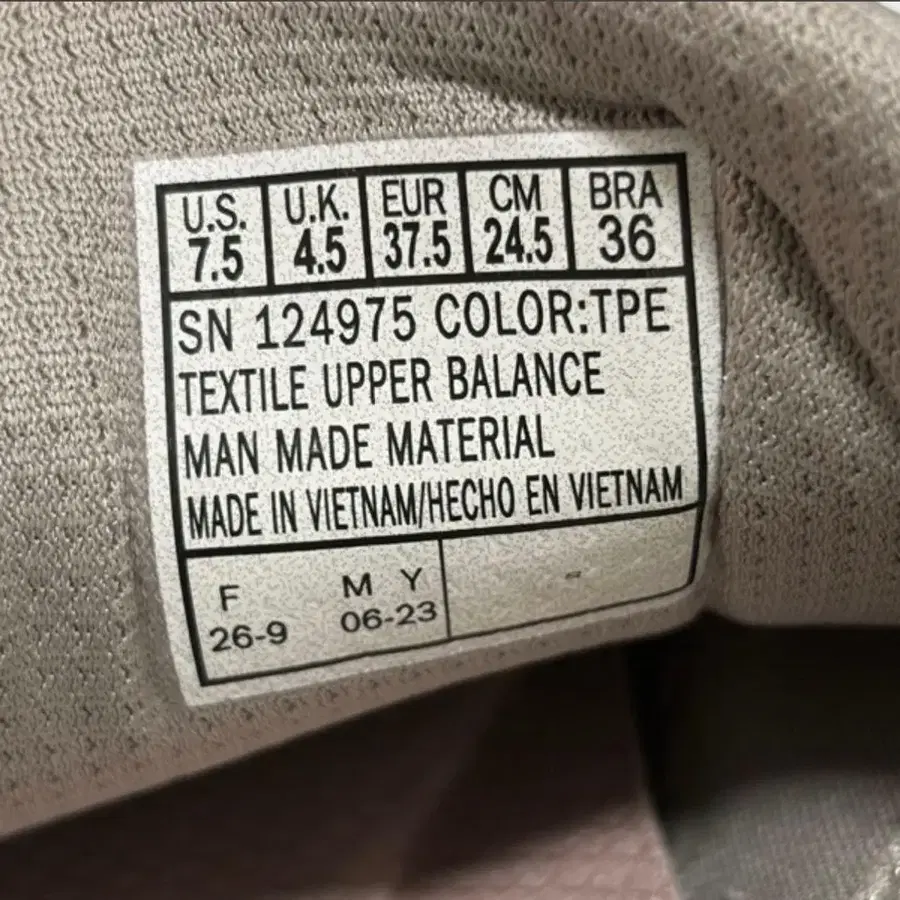 U.S. U.K. EUR CM BRA
7.5 4.5 37.5 24.5 36
SN 124975 COLOR:TPE
TEXTILE UPPER BALANCE
MAN MADE MATERIAL
MADE IN VIETNAM/HECHO EN VIETNAM
F M Y
26-9 06-23
-